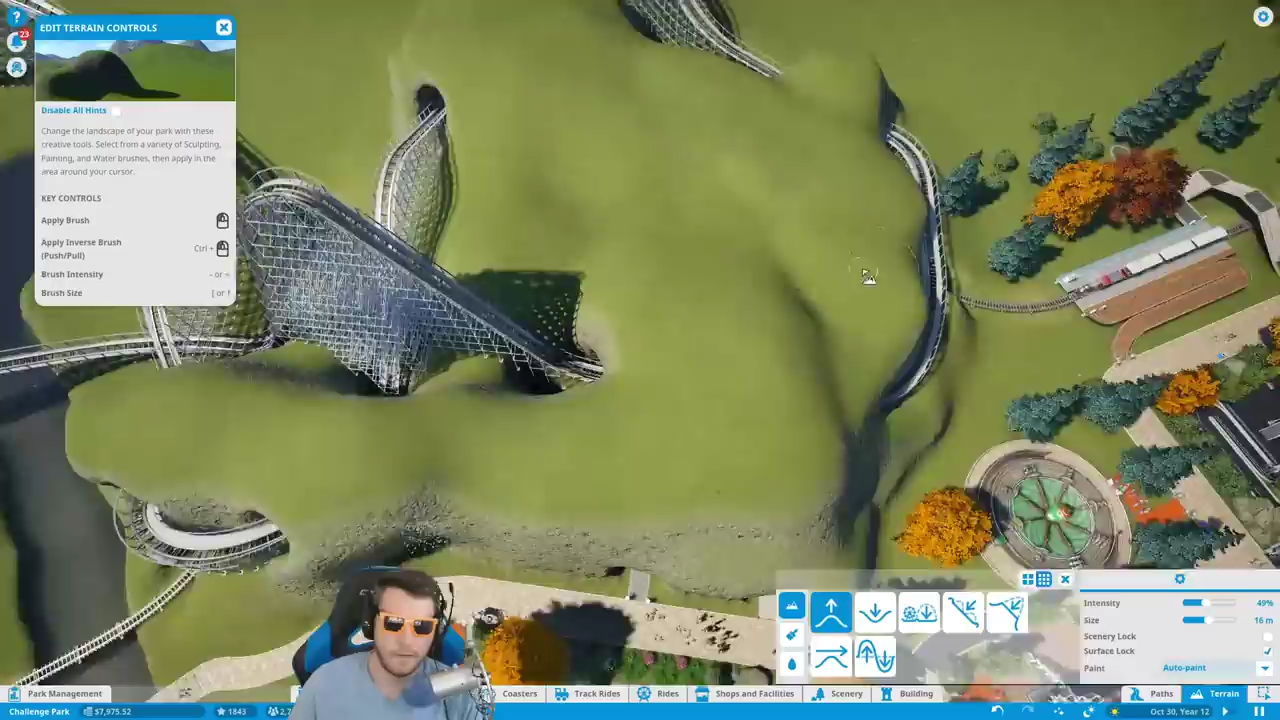 ?
23
EDIT TERRAIN CONTROLS
Disable All Hints
Change the landscape of your park with these
creative tools. Select from a variety of Sculpting,
Painting, and Water brushes, then apply in the
area around your cursor.
KEY CONTROLS
Apply Brush
Apply Inverse Brush
(Push/Pull)
Ctrl +
Brush Intensity
- or =
Brush Size
Intensity
49%
Size
16 m
Scenery Lock
Surface Lock
Paint
Auto-paint
Park Management
Coasters
Track Rides
Rides
Shops and Facilities
Scenery
Building
Paths
Terrain
Challenge Park
$7,975.52
1843
Oct 30, Year 12